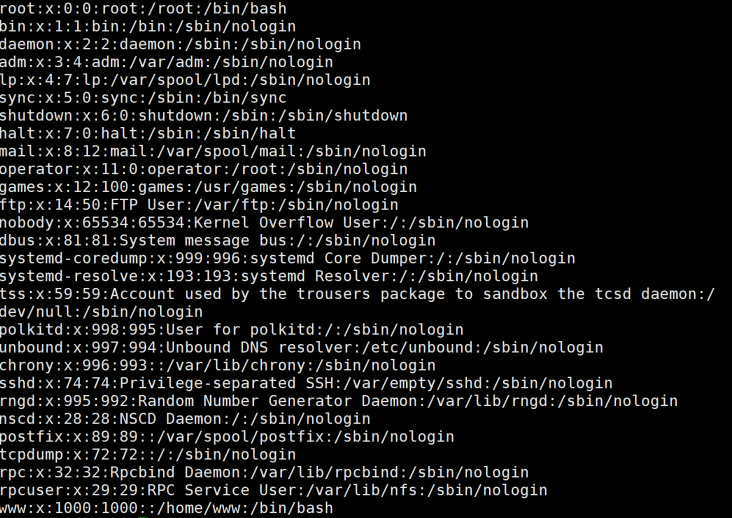 root:x:0:0:root:/root:/bin/bash
bin:x:1:1:bin:/bin:/sbin/nologin
daemon:x:2:2:daemon:/sbin:/sbin/nologin
adm:x:3:4:adm:/var/adm:/sbin/nologin
lp:x:4:7:lp:/var/spool/lpd:/sbin/nologin
sync:x:5:0:sync:/sbin:/bin/sync
shutdown:x:6:0:shutdown:/sbin:/sbin/shutdown
halt:x:7:0:halt:/sbin:/sbin/halt
mail:x:8:12:mail:/var/spool/mail:/sbin/nologin
operator:x:11:0:operator:/root:/sbin/nologin
games:x:12:100:games:/usr/games:/sbin/nologin
ftp:x:14:50:FTP User:/var/ftp:/sbin/nologin
nobody:x:65534:65534:Kernel Overflow User:/:/sbin/nologin
dbus:x:81:81:System message bus:/:/sbin/nologin
systemd-coredump:x:999:996:systemd Core Dumper:/:/sbin/nologin
systemd-resolve:x:193:193:systemd Resolver:/:/sbin/nologin
tss:x:59:59:Account used by the trousers package to sandbox the tcsd daemon:/
dev/null:/sbin/nologin
polkitd:x:998:995:User for polkitd:/:/sbin/nologin
unbound:x:997:994:Unbound DNS resolver:/etc/unbound:/sbin/nologin
chrony:x:996:993::/var/lib/chrony:/sbin/nologin
sshd:x:74:74:Privilege-separated SSH:/var/empty/sshd:/sbin/nologin
rngd:x:995:992:Random Number Generator Daemon:/var/lib/rngd:/sbin/nologin
nscd:x:28:28:NSCD Daemon:/:/sbin/nologin
postfix:x:89:89::/var/spool/postfix:/sbin/nologin
tcpdump:x:72:72::/:/sbin/nologin
rpc:x:32:32:Rpcbind Daemon:/var/lib/rpcbind:/sbin/nologin
rpcuser:x:29:29:RPC Service User:/var/lib/nfs:/sbin/nologin
www:x:1000:1000::/home/www:/bin/bash